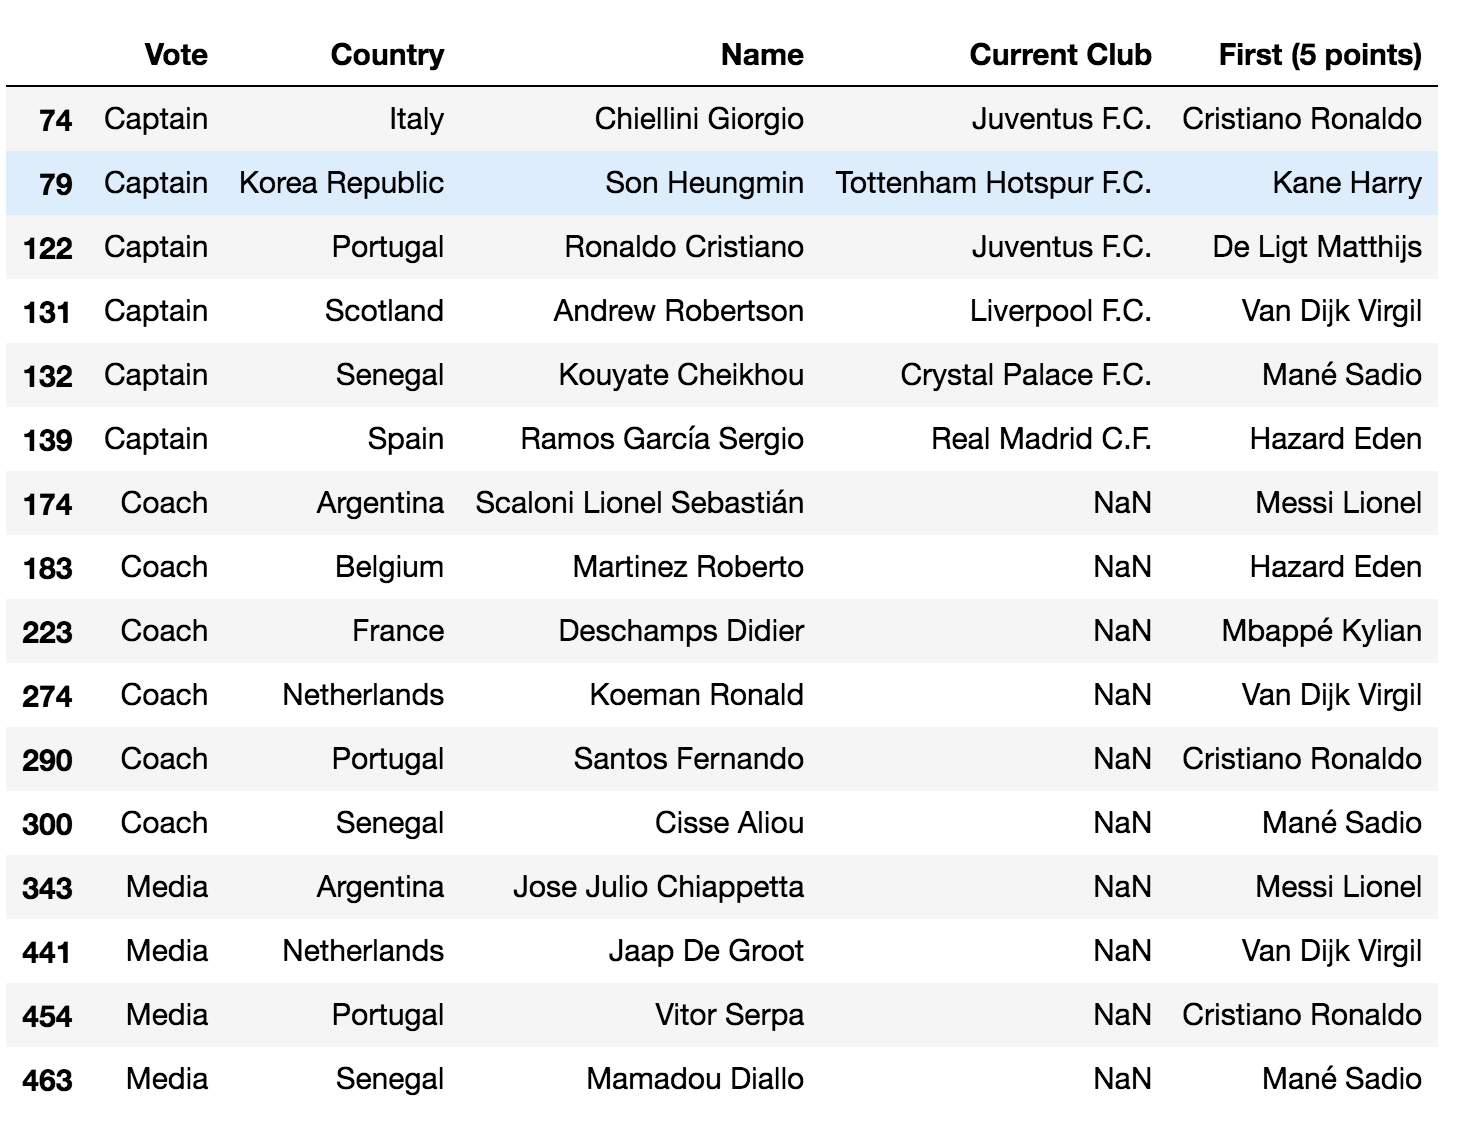 Vote Country Name Current Club First (5 points)
74 Captain Italy Chiellini Giorgio Juventus F.C. Cristiano Ronaldo
79 Captain Korea Republic Son Heungmin Tottenham Hotspur F.C. Kane Harry
122 Captain Portugal Ronaldo Cristiano Juventus F.C. De Ligt Matthijs
131 Captain Scotland Andrew Robertson Liverpool F.C. Van Dijk Virgil
132 Captain Senegal Kouyate Cheikhou Crystal Palace F.C. Mané Sadio
139 Captain Spain Ramos García Sergio Real Madrid C.F. Hazard Eden
174 Coach Argentina Scaloni Lionel Sebastián NaN Messi Lionel
183 Coach Belgium Martinez Roberto NaN Hazard Eden
223 Coach France Deschamps Didier NaN Mbappé Kylian
274 Coach Netherlands Koeman Ronald NaN Van Dijk Virgil
290 Coach Portugal Santos Fernando NaN Cristiano Ronaldo
300 Coach Senegal Cisse Aliou NaN Mané Sadio
343 Media Argentina Jose Julio Chiappetta NaN Messi Lionel
441 Media Netherlands Jaap De Groot NaN Van Dijk Virgil
454 Media Portugal Vitor Serpa NaN Cristiano Ronaldo
463 Media Senegal Mamadou Diallo NaN Mané Sadio